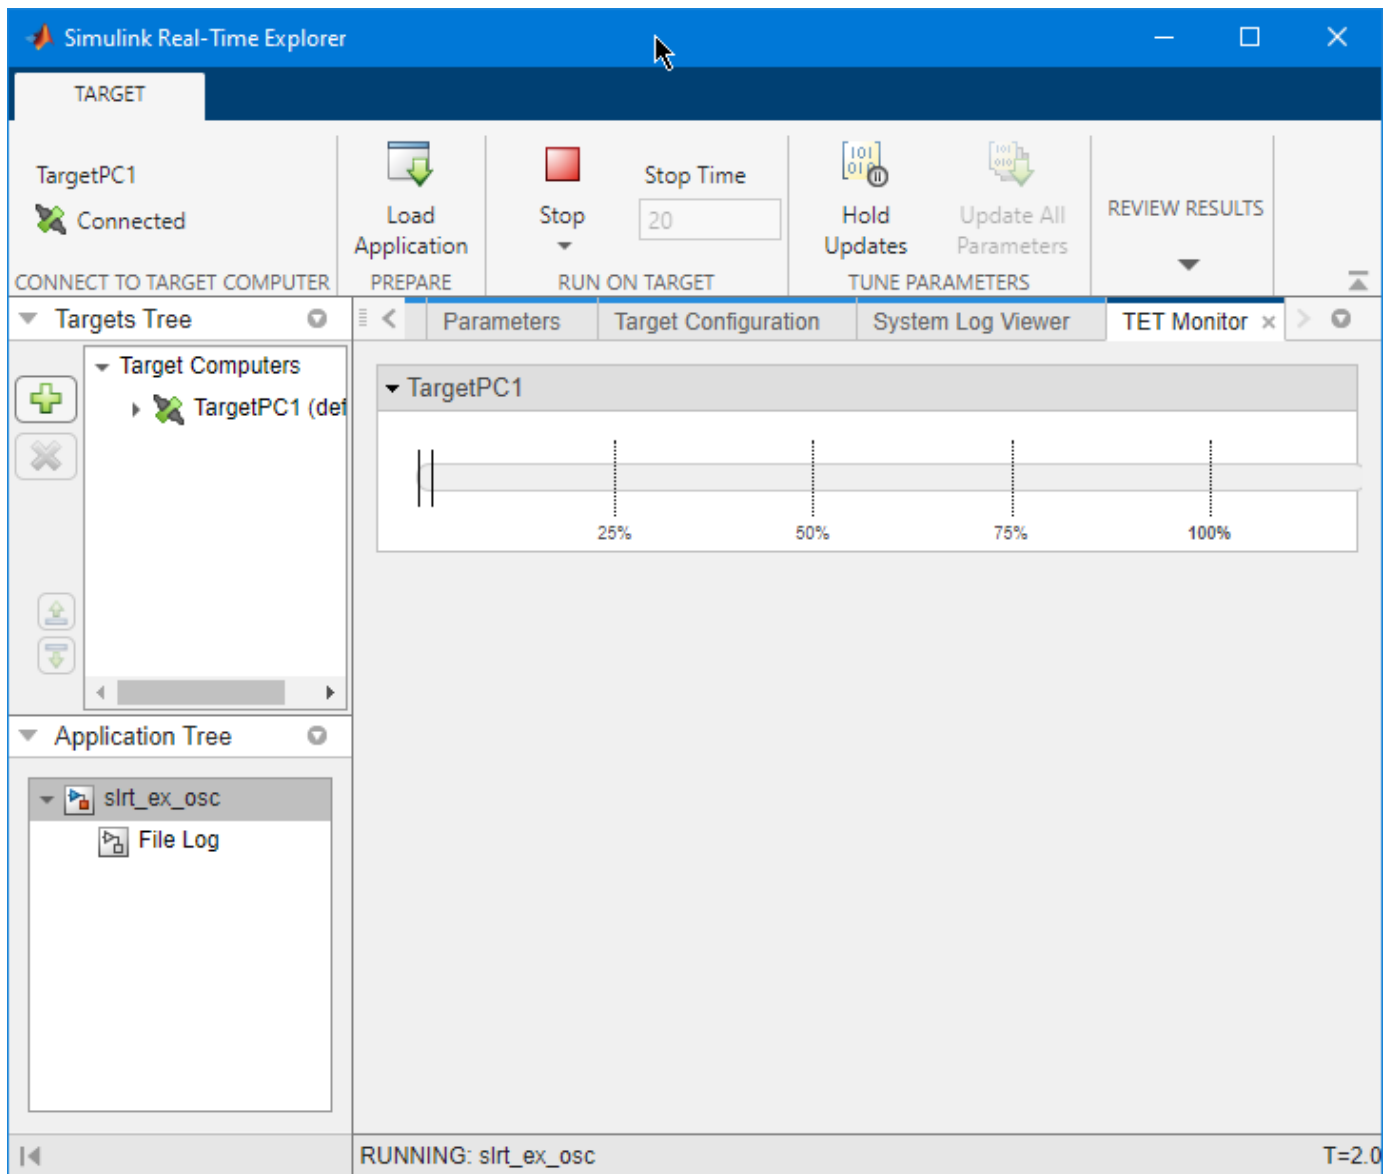 Simulink Real-Time Explorer
TARGET
TargetPC1
Connected
CONNECT TO TARGET COMPUTER
Load
Application
PREPARE
Stop
Stop Time
20
RUN ON TARGET
Hold
Updates
Update All
Parameters
TUNE PARAMETERS
REVIEW RESULTS
Targets Tree
Target Computers
TargetPC1 (def
Parameters
Target Configuration
System Log Viewer
TET Monitor
TargetPC1
25%
50%
75%
100%
Application Tree
slrt_ex_osc
File Log
RUNNING: slrt_ex_osc
T=2.0